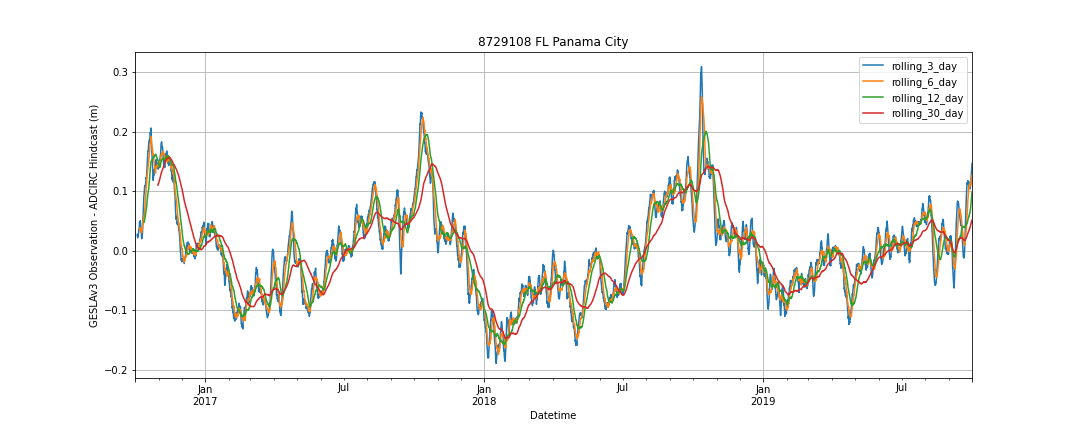 8729108 FL Panama City
GESLAv3 Observation - ADCIRC Hindcast (m)
0.3
0.2
0.1
0.0
−0.1
−0.2
rolling_3_day
rolling_6_day
rolling_12_day
rolling_30_day
Jan
2017
Jul
Jan
2018
Jul
Jan
2019
Jul
Datetime